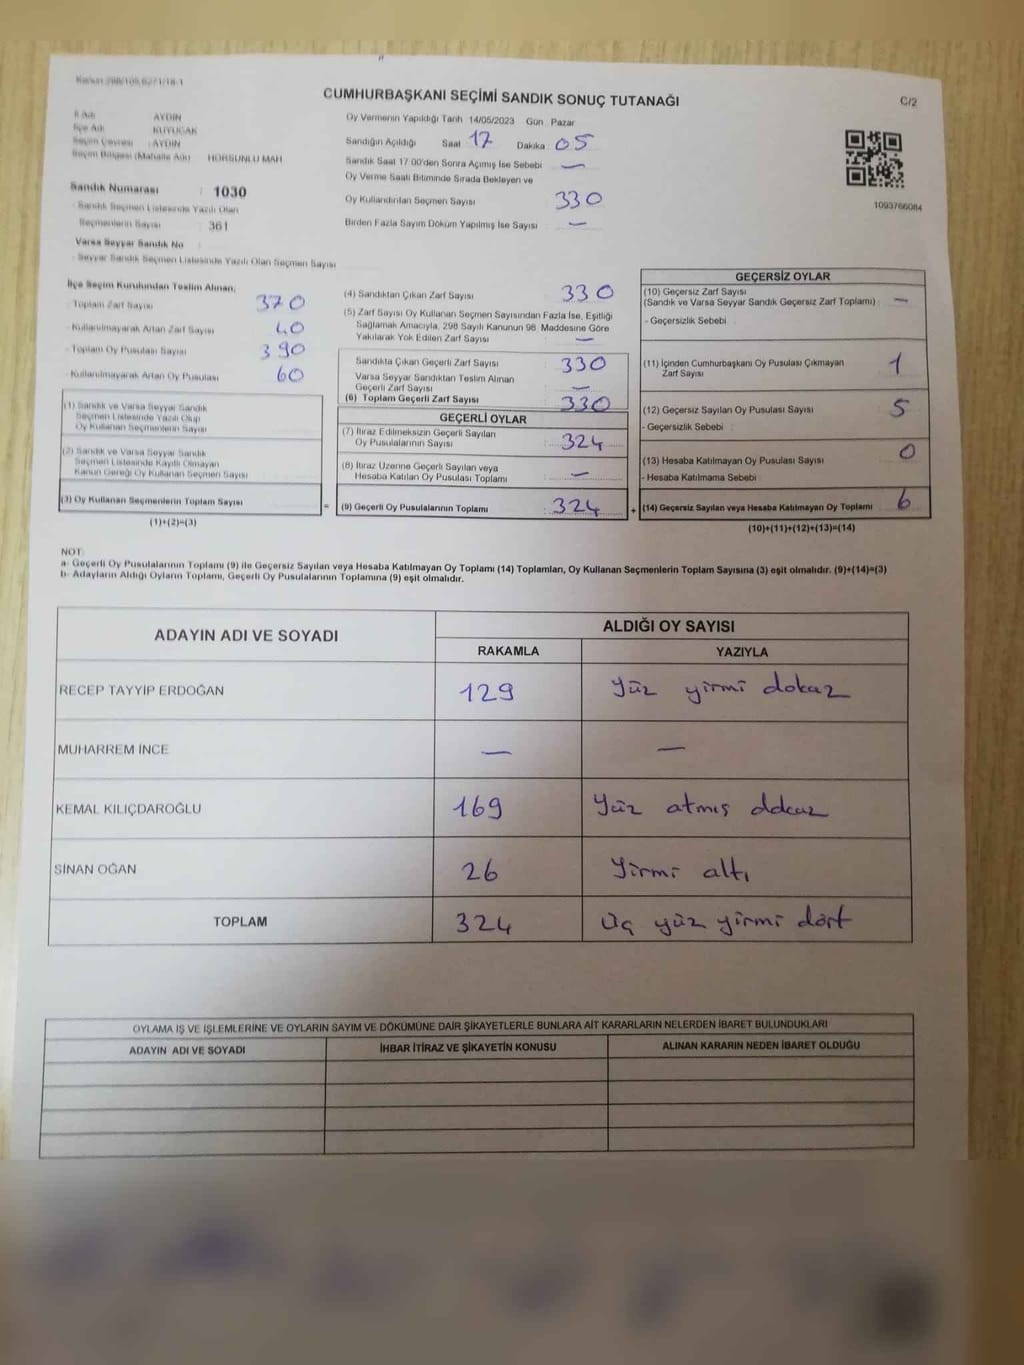 Kanun 298/105,6271/18-1
CUMHURBAŞKANI SEÇİMİ SANDIK SONUÇ TUTANAĞI
C/2
İl Adı : AYDIN
İlçe Adı : KUYUCAK
Seçim Çevresi : AYDIN
Seçim Bölgesi (Mahalle Adı) : HORSUNLU MAH
Sandık Numarası : 1030
- Sandık Seçmen Listesinde Yazılı Olan
Seçmenlerin Sayısı : 361
Varsa Seyyar Sandık No :
- Seyyar Sandık Seçmen Listesinde Yazılı Olan Seçmen Sayısı :
Oy Vermenin Yapıldığı Tarih 14/05/2023 Gün Pazar
Sandığın Açıldığı Saat 17 Dakika 05
Sandık Saat 17:00'den Sonra Açılmış İse Sebebi : —
Oy Verme Saati Bitiminde Sırada Bekleyen ve
Oy Kullandırılan Seçmen Sayısı : 330
Birden Fazla Sayım Döküm Yapılmış İse Sayısı : —
1093766084
İlçe Seçim Kurulundan Teslim Alınan;
- Toplam Zarf Sayısı : 370
- Kullanılmayarak Artan Zarf Sayısı : 40
- Toplam Oy Pusulası Sayısı : 390
- Kullanılmayarak Artan Oy Pusulası : 60
(1) Sandık ve Varsa Seyyar Sandık
Seçmen Listesinde Yazılı Olup
Oy Kullanan Seçmenlerin Sayısı
(2) Sandık ve Varsa Seyyar Sandık
Seçmen Listesinde Kayıtlı Olmayan
Kanun Gereği Oy Kullanan Seçmen Sayısı
(3) Oy Kullanan Seçmenlerin Toplam Sayısı
(1)+(2)=(3)
=
(4) Sandıktan Çıkan Zarf Sayısı : 330
(5) Zarf Sayısı Oy Kullanan Seçmen Sayısından Fazla İse, Eşitliği
Sağlamak Amacıyla, 298 Sayılı Kanunun 98. Maddesine Göre
Yakılarak Yok Edilen Zarf Sayısı : —
Sandıkta Çıkan Geçerli Zarf Sayısı : 330
Varsa Seyyar Sandıktan Teslim Alınan
Geçerli Zarf Sayısı : —
(6) Toplam Geçerli Zarf Sayısı : 330
GEÇERLİ OYLAR
(7) İtiraz Edilmeksizin Geçerli Sayılan
Oy Pusulalarının Sayısı : 324
(8) İtiraz Üzerine Geçerli Sayılan veya
Hesaba Katılan Oy Pusulası Toplamı : —
(9) Geçerli Oy Pusulalarının Toplamı : 324
+
GEÇERSİZ OYLAR
(10) Geçersiz Zarf Sayısı
(Sandık ve Varsa Seyyar Sandık Geçersiz Zarf Toplamı) : —
- Geçersizlik Sebebi :
(11) İçinden Cumhurbaşkanı Oy Pusulası Çıkmayan
Zarf Sayısı : 1
(12) Geçersiz Sayılan Oy Pusulası Sayısı : 5
- Geçersizlik Sebebi :
(13) Hesaba Katılmayan Oy Pusulası Sayısı : 0
- Hesaba Katılmama Sebebi :
(14) Geçersiz Sayılan veya Hesaba Katılmayan Oy Toplamı : 6
(10)+(11)+(12)+(13)=(14)
NOT:
a- Geçerli Oy Pusulalarının Toplamı (9) ile Geçersiz Sayılan veya Hesaba Katılmayan Oy Toplamı (14) Toplamları, Oy Kullanan Seçmenlerin Toplam Sayısına (3) eşit olmalıdır. (9)+(14)=(3)
b- Adayların Aldığı Oyların Toplamı, Geçerli Oy Pusulalarının Toplamına (9) eşit olmalıdır.
ADAYIN ADI VE SOYADI
ALDIĞI OY SAYISI
RAKAMLA YAZIYLA
RECEP TAYYİP ERDOĞAN 129 Yüz yirmi dokuz
MUHARREM İNCE — —
KEMAL KILIÇDAROĞLU 169 Yüz atmış dokuz
SİNAN OĞAN 26 Yirmi altı
TOPLAM 324 Üç yüz yirmi dört
OYLAMA İŞ VE İŞLEMLERİNE VE OYLARIN SAYIM VE DÖKÜMÜNE DAİR ŞİKAYETLERLE BUNLARA AİT KARARLARIN NELERDEN İBARET BULUNDUKLARI
ADAYIN ADI VE SOYADI İHBAR İTİRAZ VE ŞİKAYETİN KONUSU ALINAN KARARIN NEDEN İBARET OLDUĞU